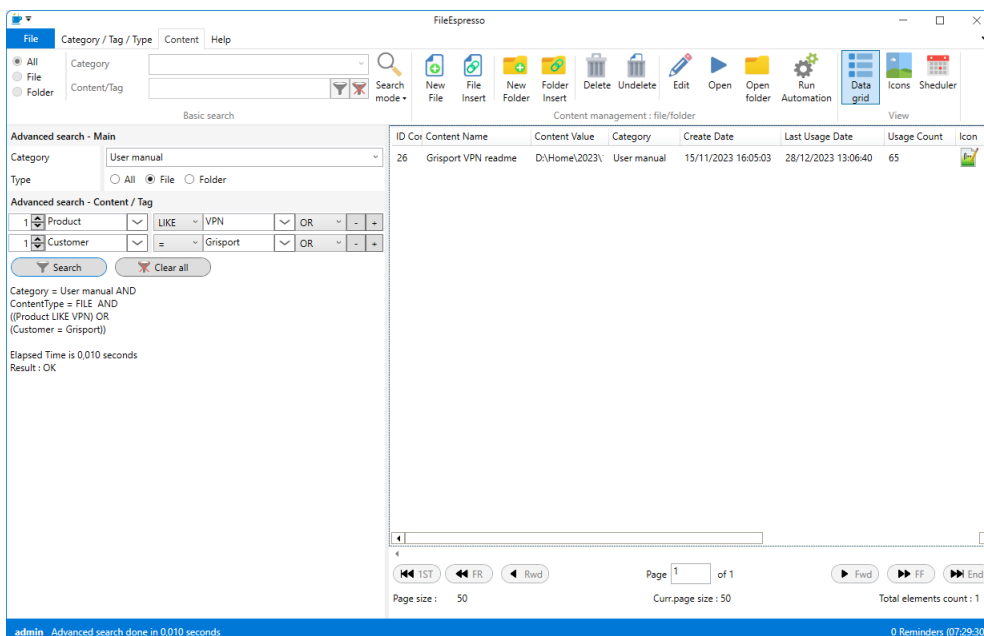 FileEspresso
File Category / Tag / Type Content Help
All
File
Folder
Category
Content/Tag
Search mode
Basic search
New File
File Insert
New Folder
Folder Insert
Delete
Undelete
Edit
Open
Open folder
Run Automation
Content management : file/folder
Data grid
Icons
Sheduler
View
Advanced search - Main
Category User manual
Type All File Folder
Advanced search - Content / Tag
1 Product LIKE VPN OR - +
1 Customer = Grisport OR - +
Search Clear all
Category = User manual AND
ContentType = FILE AND
((Product LIKE VPN) OR
(Customer = Grisport))
Elapsed Time is 0,010 seconds
Result : OK
ID Cor Content Name Content Value Category Create Date Last Usage Date Usage Count Icon
26 Grisport VPN readme D:\Home\2023\ User manual 15/11/2023 16:05:03 28/12/2023 13:06:40 65
1ST FR Rwd Page 1 of 1 Fwd FF End
Page size : 50 Curr.page size : 50 Total elements count : 1
admin Advanced search done in 0,010 seconds 0 Reminders (07:29:30